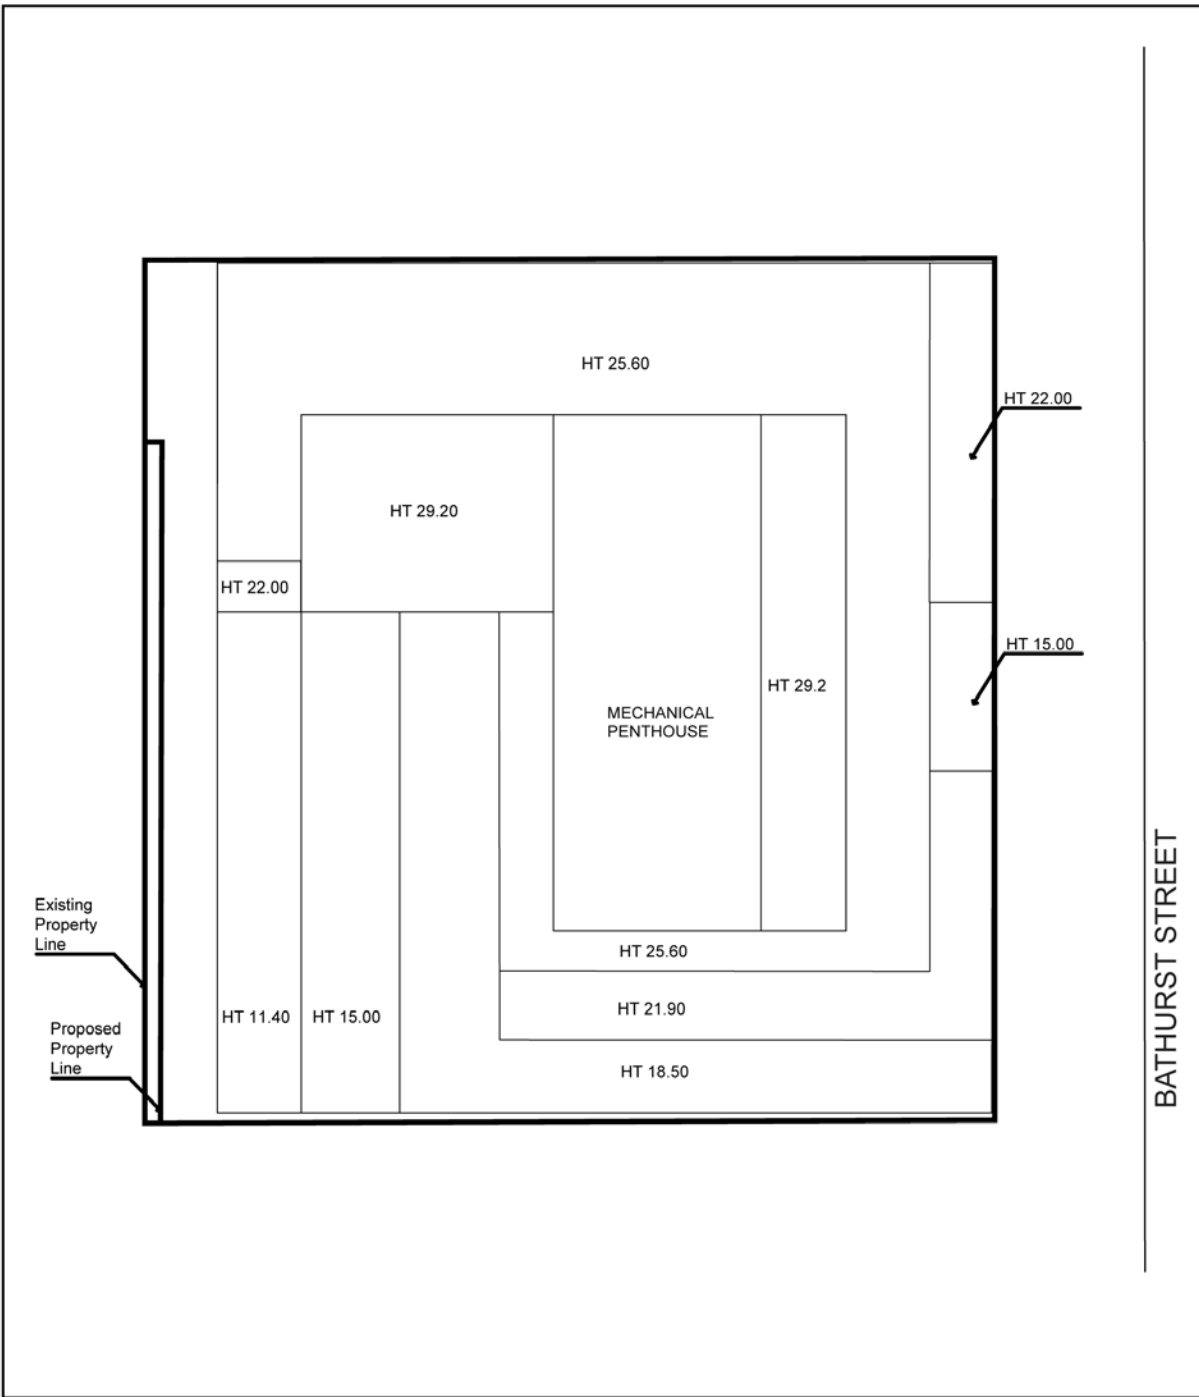 HT 25.60
HT 22.00
HT 29.20
HT 22.00
HT 15.00
HT 29.2
MECHANICAL
PENTHOUSE
Existing
Property
Line
HT 25.60
HT 21.90
HT 11.40
HT 15.00
Proposed
Property
Line
HT 18.50
BATHURST STREET